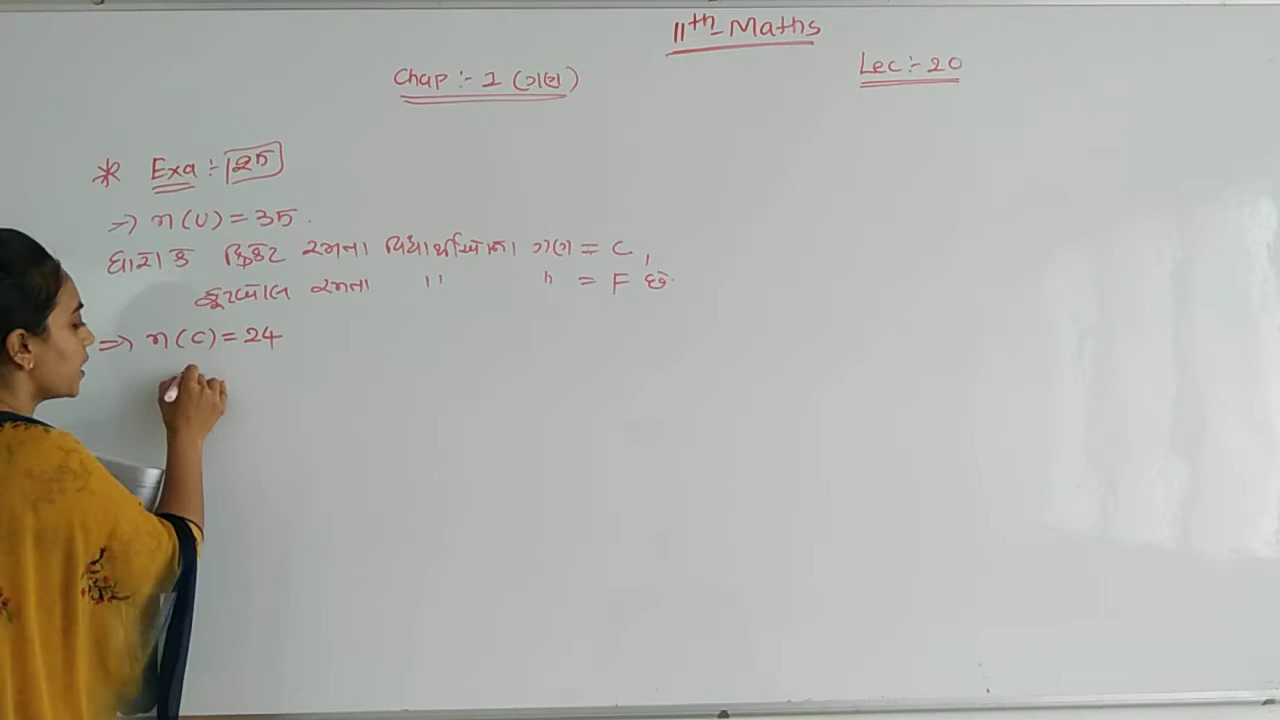 11th Maths
Chap :- 1 (ગણ)
Lec :- 20
* Exa :- 25
→ n(U) = 35.
ધારો કે ક્રિકેટ રમતા વિદ્યાર્થીઓનો ગણ = C,
ફૂટબોલ રમતા " " = F છે.
⇒ n(C) = 24